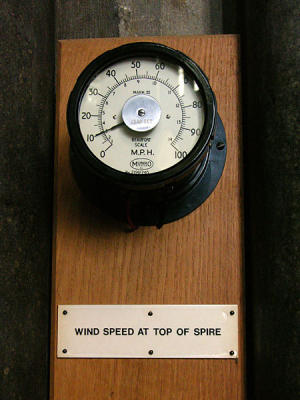 0 10 20 30 40 50 60 70 80 90 100
MARK II
BEAUFORT
SCALE
M.P.H.
MUNRO
WIND SPEED AT TOP OF SPIRE